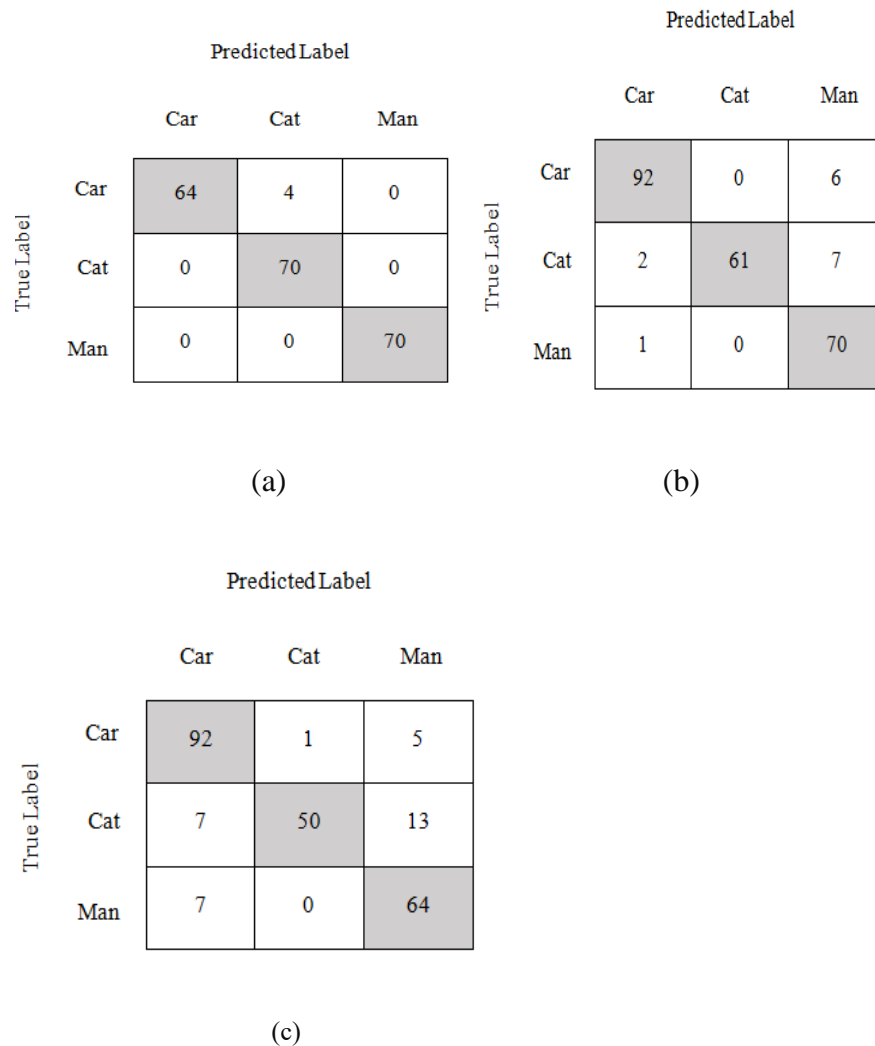 Predicted Label
Car Cat Man
True Label
Car 64 4 0
Cat 0 70 0
Man 0 0 70
(a)
Predicted Label
Car Cat Man
True Label
Car 92 0 6
Cat 2 61 7
Man 1 0 70
(b)
Predicted Label
Car Cat Man
True Label
Car 92 1 5
Cat 7 50 13
Man 7 0 64
(c)